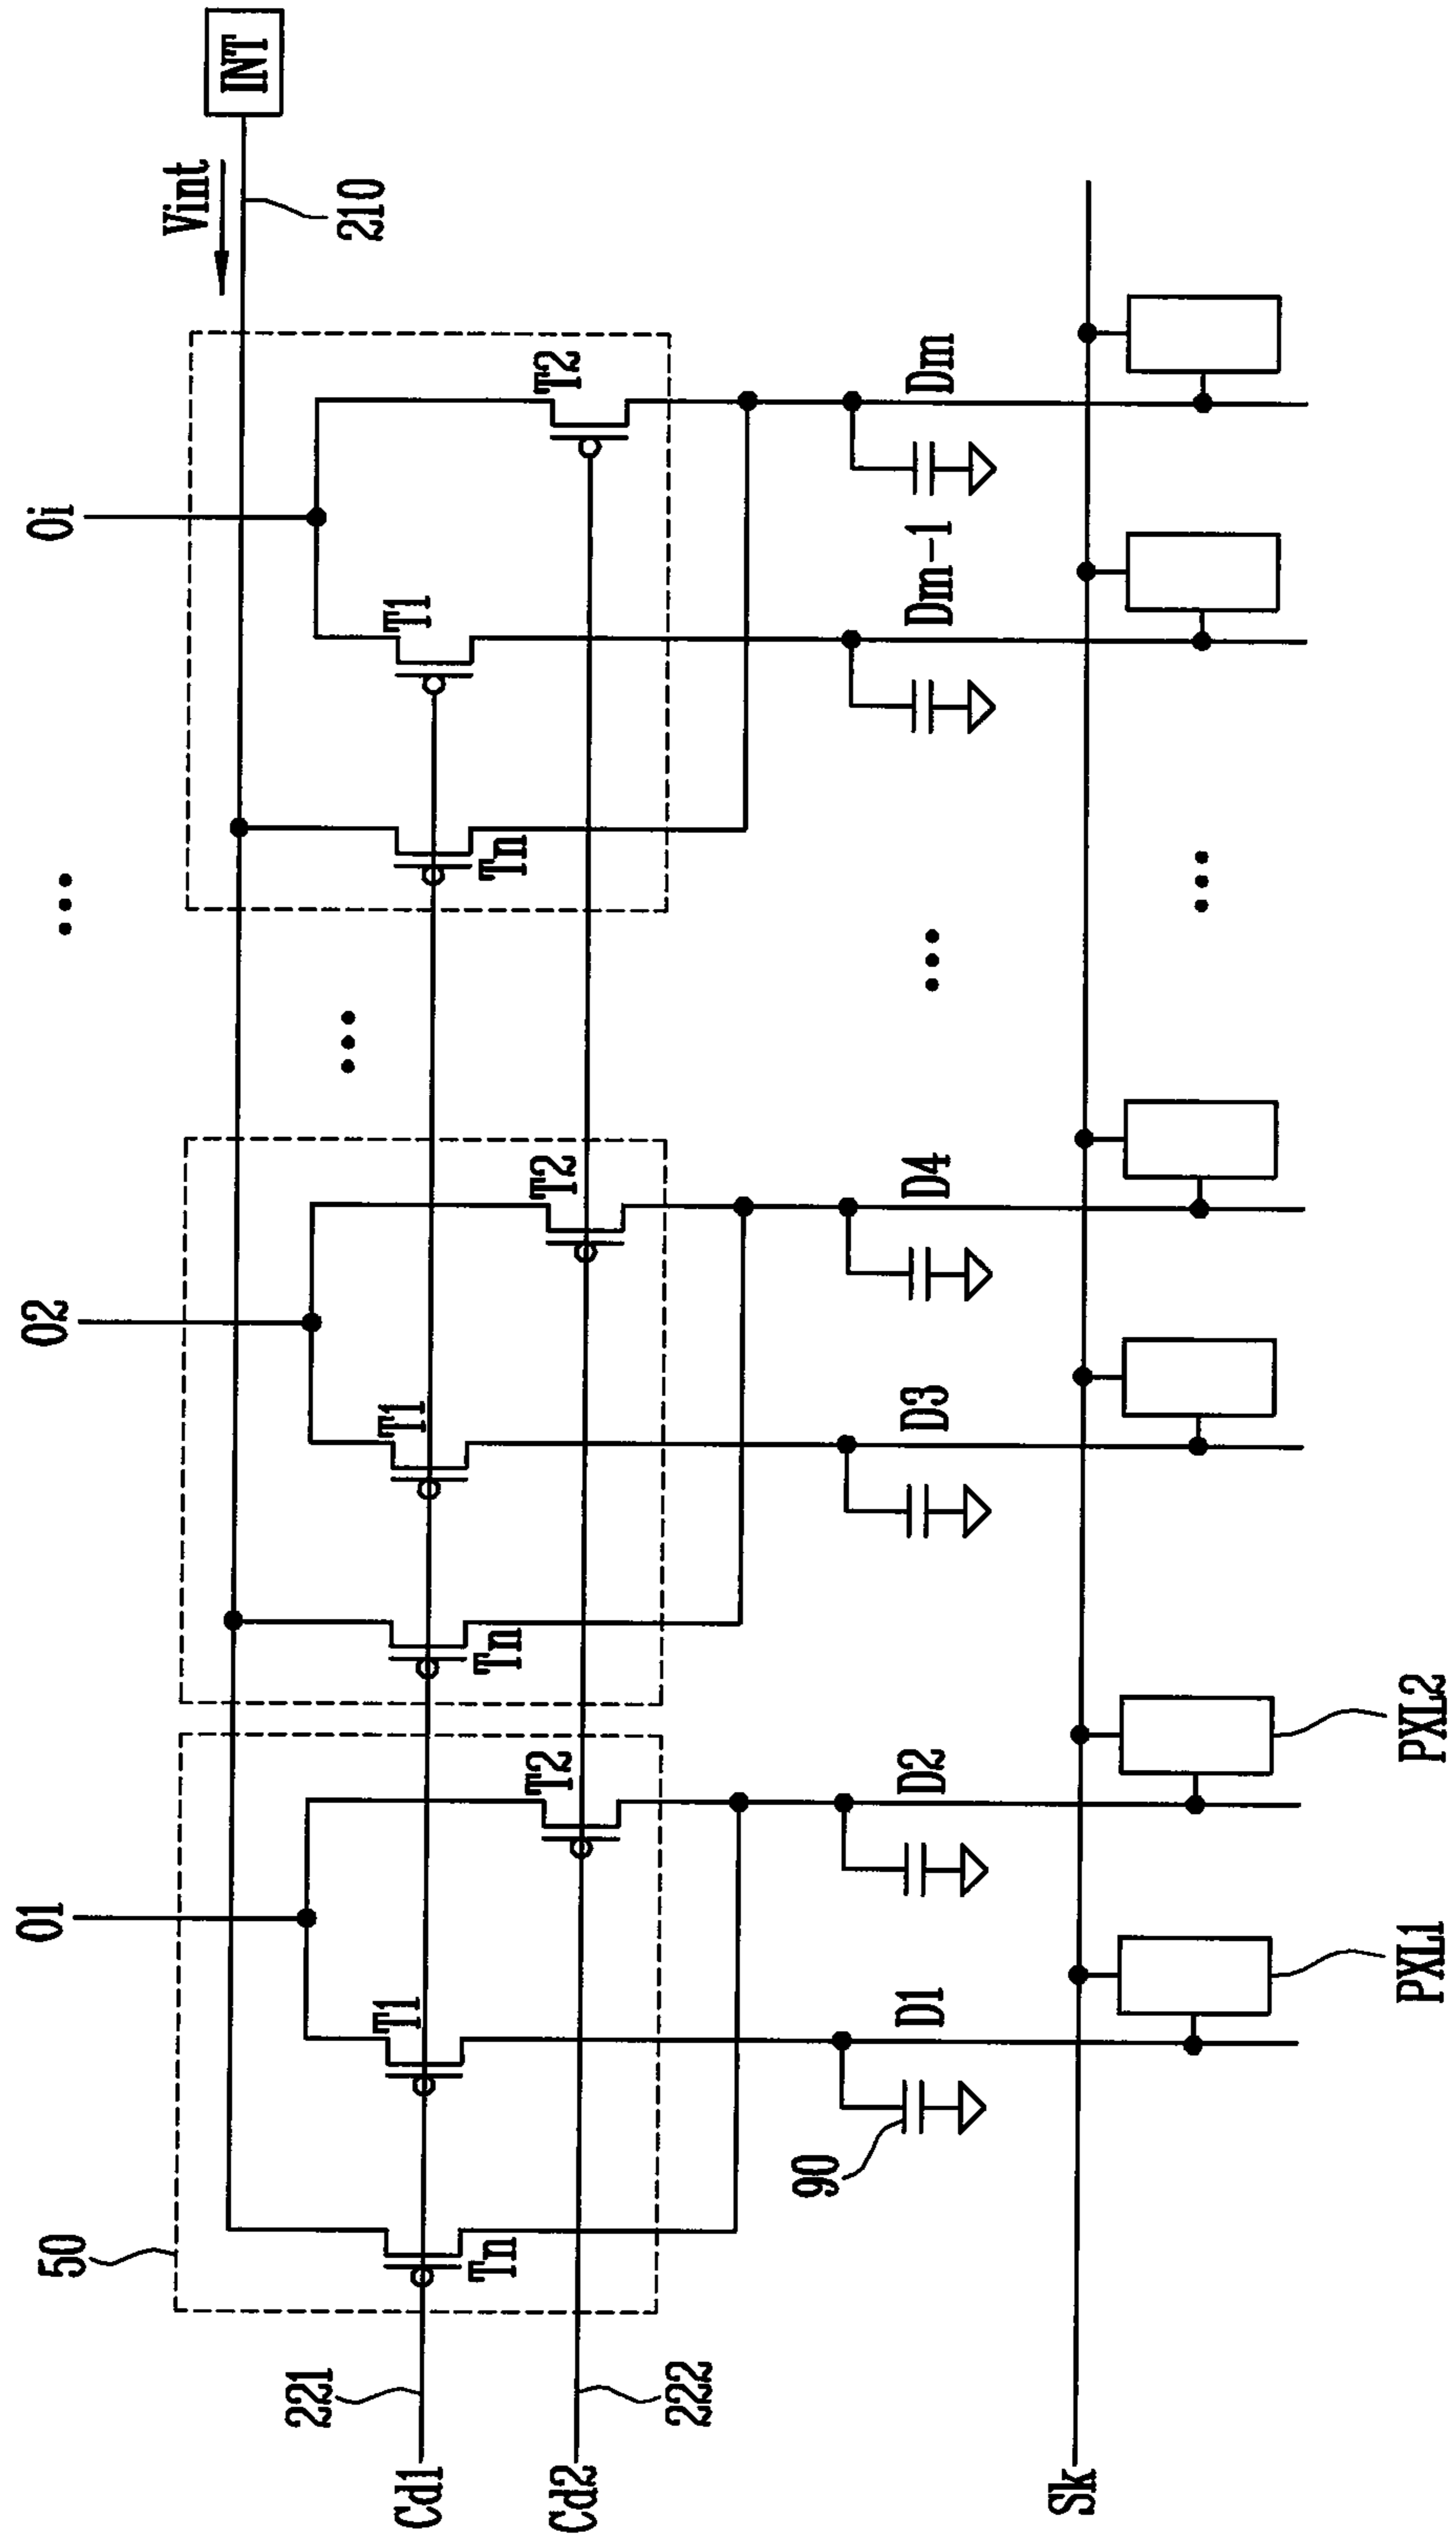 O1
O2
Oi
...
50
INT
Vint
210
T1
T2
Tn
T1
T2
Tn
...
T1
T2
Tn
221
Cd1
222
Cd2
90
D1
D2
D3
D4
...
Dm-1
Dm
Sk
...
PXL1
PXL2